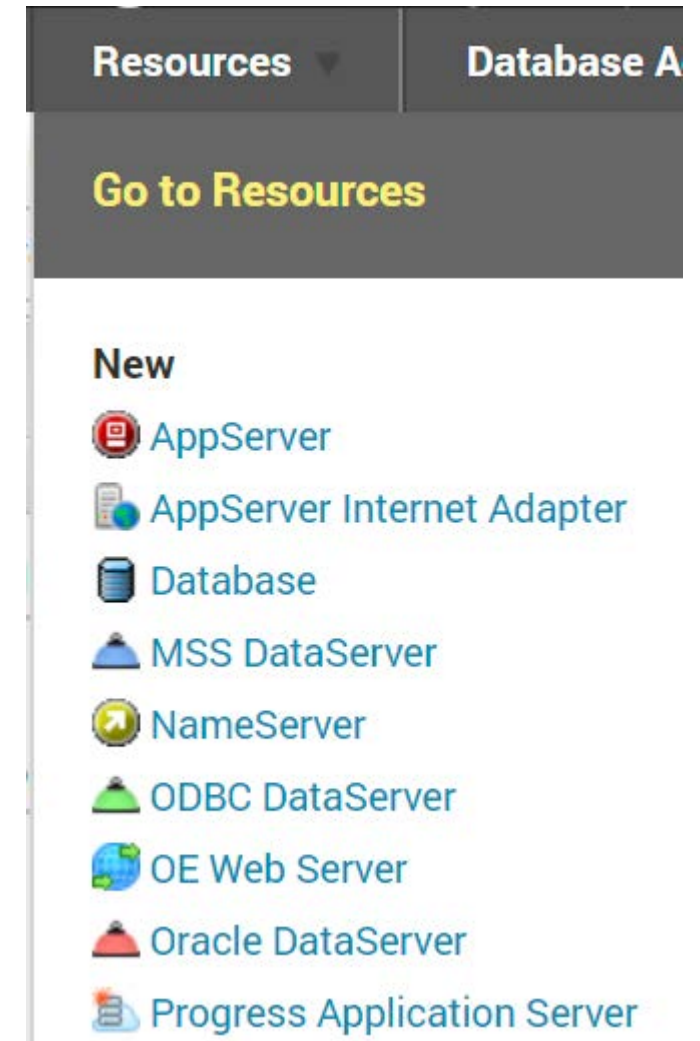 Resources Database
Go to Resources
New
AppServer
AppServer Internet Adapter
Database
MSS DataServer
NameServer
ODBC DataServer
OE Web Server
Oracle DataServer
Progress Application Server